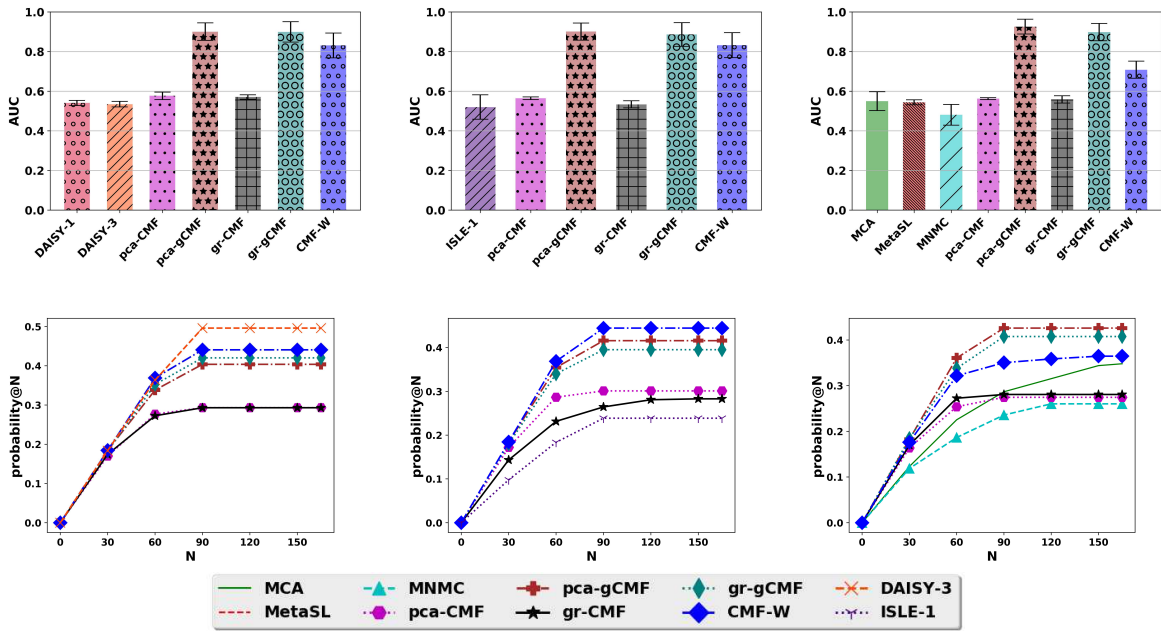 1.0
0.8
0.6
0.4
0.2
0.0
AUC
DAISY-1
DAISY-3
pca-CMF
pca-gCMF
gr-CMF
gr-gCMF
CMF-W
1.0
0.8
0.6
0.4
0.2
0.0
AUC
ISLE-1
pca-CMF
pca-gCMF
gr-CMF
gr-gCMF
CMF-W
1.0
0.8
0.6
0.4
0.2
0.0
AUC
MCA
MetaSL
MNMC
pca-CMF
pca-gCMF
gr-CMF
gr-gCMF
CMF-W
0.5
0.4
0.3
0.2
0.1
0.0
probability@N
0 30 60 90 120 150
N
0.4
0.3
0.2
0.1
0.0
probability@N
0 30 60 90 120 150
N
0.4
0.3
0.2
0.1
0.0
probability@N
0 30 60 90 120 150
N
MCA MNMC pca-gCMF gr-gCMF DAISY-3
MetaSL pca-CMF gr-CMF CMF-W ISLE-1